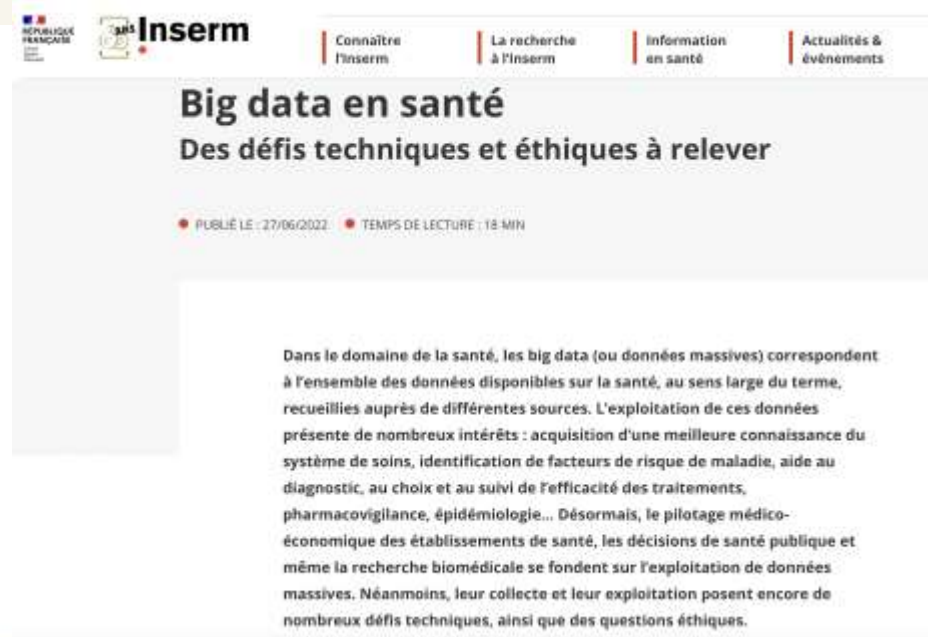 RÉPUBLIQUE
FRANÇAISE
ans
Inserm
Connaître
l'Inserm
La recherche
à l'Inserm
Information
en santé
Actualités &
évènements
Big data en santé
Des défis techniques et éthiques à relever
PUBLIÉ LE : 27/06/2022 TEMPS DE LECTURE : 18 MIN
Dans le domaine de la santé, les big data (ou données massives) correspondent
à l'ensemble des données disponibles sur la santé, au sens large du terme,
recueillies auprès de différentes sources. L'exploitation de ces données
présente de nombreux intérêts : acquisition d'une meilleure connaissance du
système de soins, identification de facteurs de risque de maladie, aide au
diagnostic, au choix et au suivi de l'efficacité des traitements,
pharmacovigilance, épidémiologie... Désormais, le pilotage médico-
économique des établissements de santé, les décisions de santé publique et
même la recherche biomédicale se fondent sur l'exploitation de données
massives. Néanmoins, leur collecte et leur exploitation posent encore de
nombreux défis techniques, ainsi que des questions éthiques.